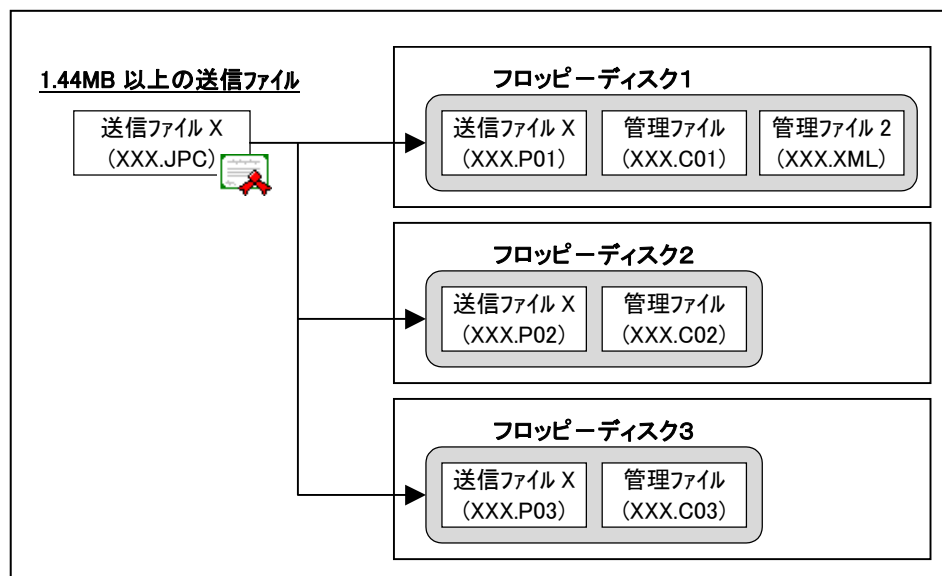 1.44MB 以上の送信ファイル
送信ファイル X
(XXX.JPC)
フロッピーディスク1
送信ファイル X
(XXX.P01)
管理ファイル
(XXX.C01)
管理ファイル 2
(XXX.XML)
フロッピーディスク2
送信ファイル X
(XXX.P02)
管理ファイル
(XXX.C02)
フロッピーディスク3
送信ファイル X
(XXX.P03)
管理ファイル
(XXX.C03)